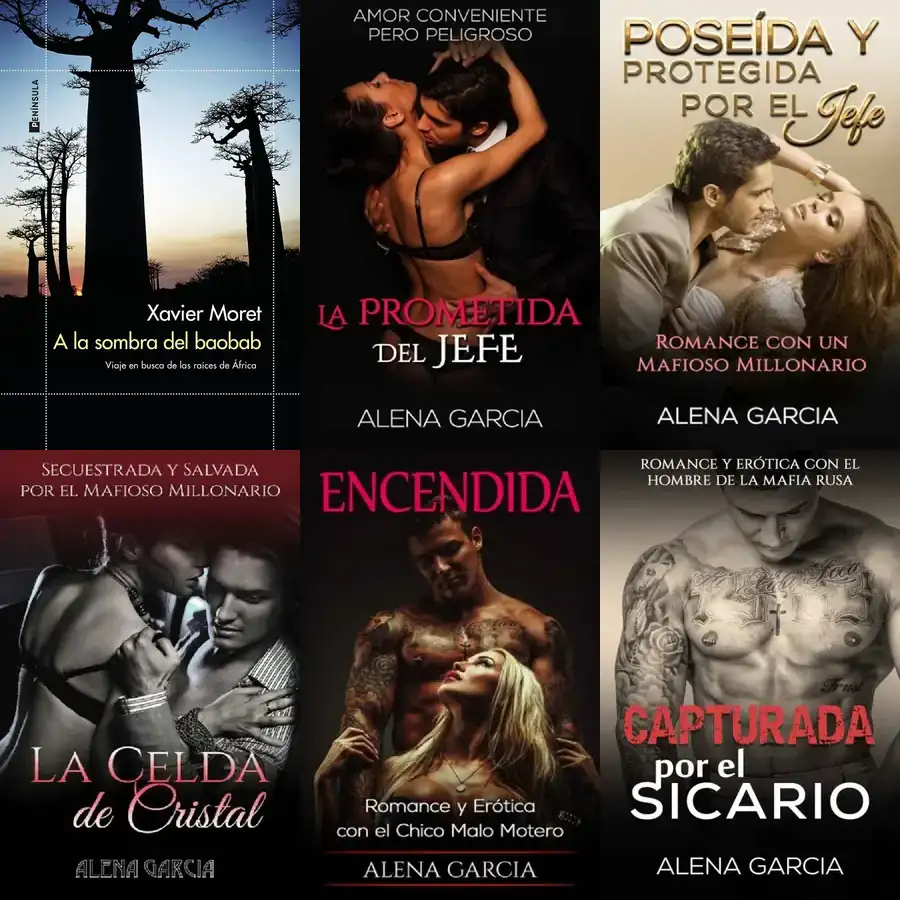 PENÍNSULA
Xavier Moret
A la sombra del baobab
Viaje en busca de las raíces de África
AMOR CONVENIENTE
PERO PELIGROSO
LA PROMETIDA
DEL JEFE
ALENA GARCIA
POSEÍDA Y
PROTEGIDA
POR EL Jefe
ROMANCE CON UN
MAFIOSO MILLONARIO
ALENA GARCIA
SECUESTRADA Y SALVADA
POR EL MAFIOSO MILLONARIO
LA CELDA
de Cristal
ALENA GARCIA
ENCENDIDA
Romance y Erótica
con el Chico Malo Motero
ALENA GARCIA
ROMANCE Y ERÓTICA CON EL
HOMBRE DE LA MAFIA RUSA
Trust
CAPTURADA
por el
SICARIO
ALENA GARCIA